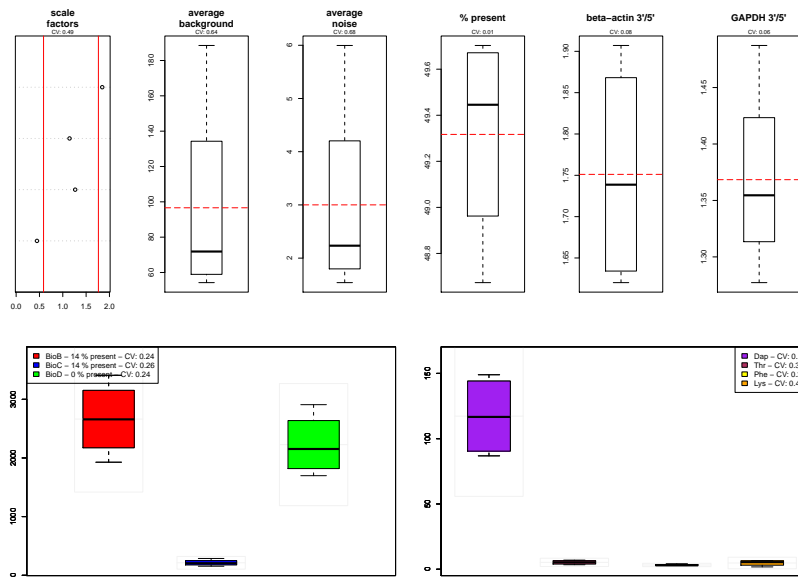 scale
factors
CV: 0.49
0.0 0.5 1.0 1.5 2.0
average
background
CV: 0.64
180
160
140
120
100
80
60
average
noise
CV: 0.68
6
5
4
3
2
% present
CV: 0.01
49.6
49.4
49.2
49.0
48.8
beta−actin 3'/5'
CV: 0.08
1.90
1.85
1.80
1.75
1.70
1.65
GAPDH 3'/5'
CV: 0.06
1.45
1.40
1.35
1.30
BioB − 14 % present − CV: 0.24
BioC − 14 % present − CV: 0.26
BioD − 0 % present − CV: 0.24
3000
2000
1000
0
Dap − CV: 0.
Thr − CV: 0.3
Phe − CV: 0.
Lys − CV: 0.4
150
100
50
0